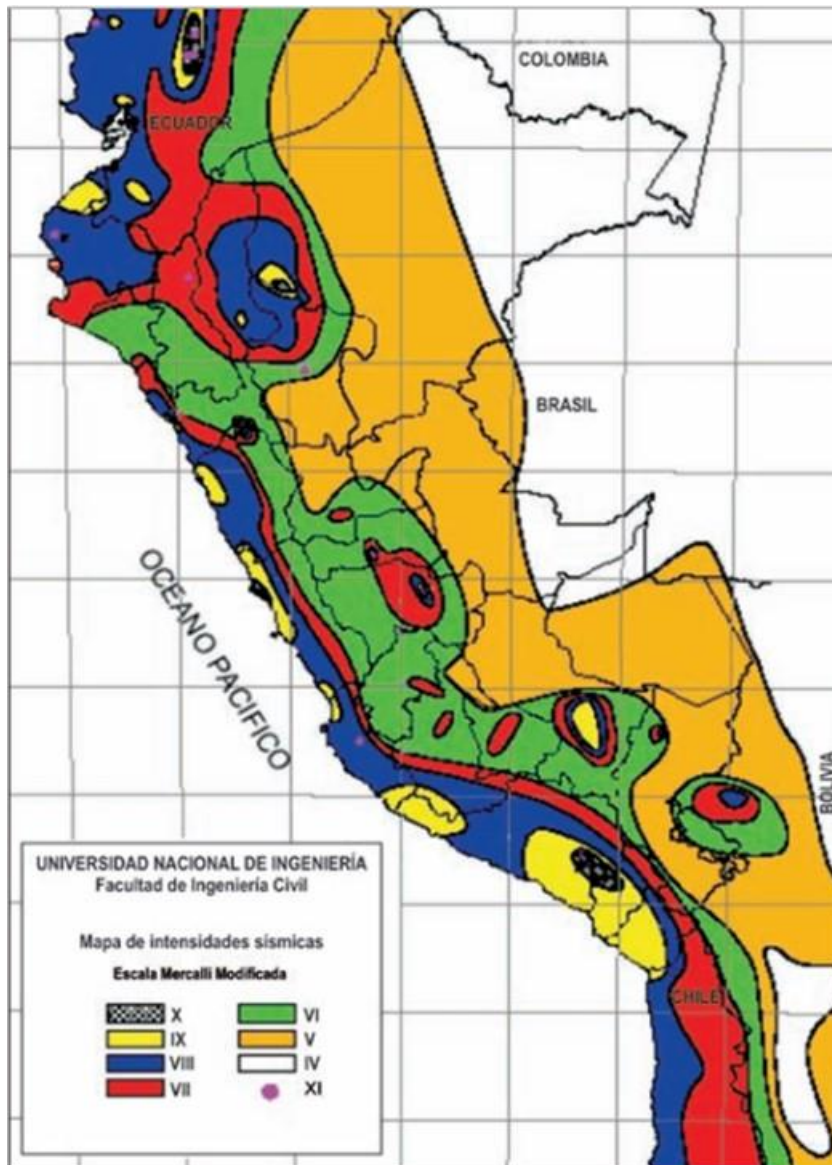 COLOMBIA
ECUADOR
BRASIL
OCEANO PACIFICO
BOLIVIA
CHILE
UNIVERSIDAD NACIONAL DE INGENIERÍA
Facultad de Ingeniería Civil
Mapa de intensidades sísmicas
Escala Mercalli Modificada
X
VI
IX
V
VIII
IV
VII
XI